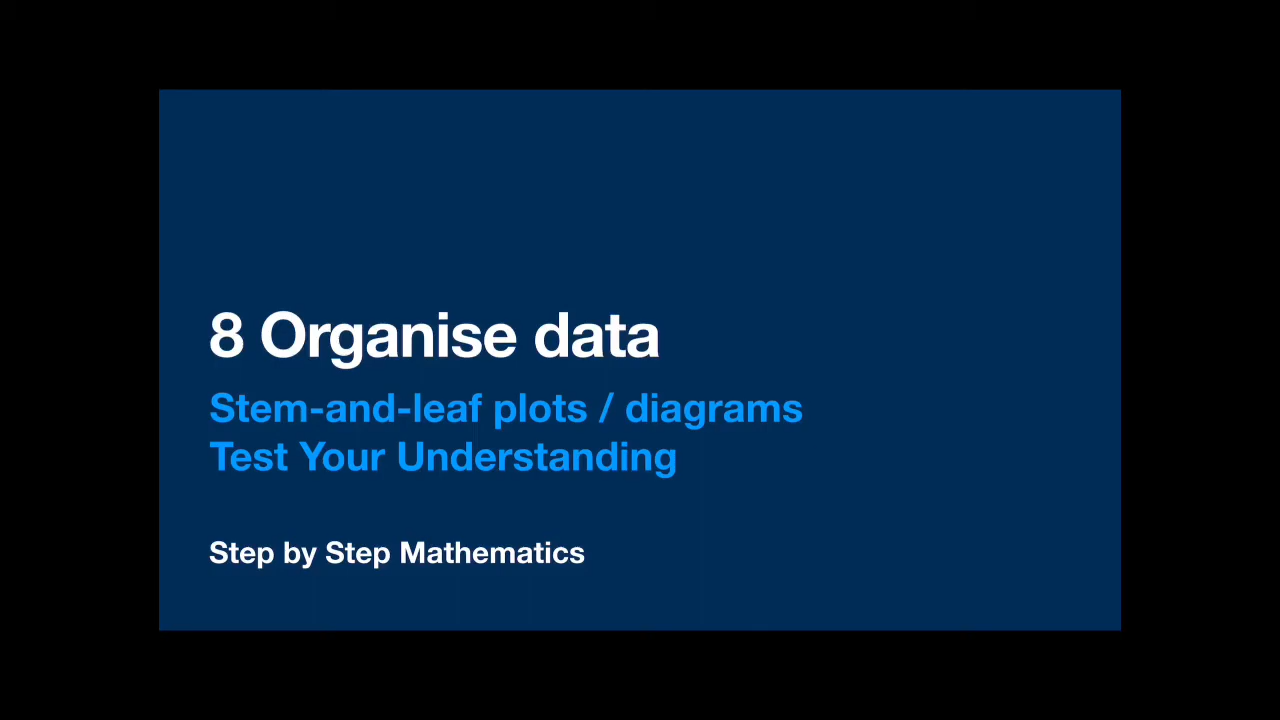 8 Organise data
Stem-and-leaf plots / diagrams
Test Your Understanding
Step by Step Mathematics